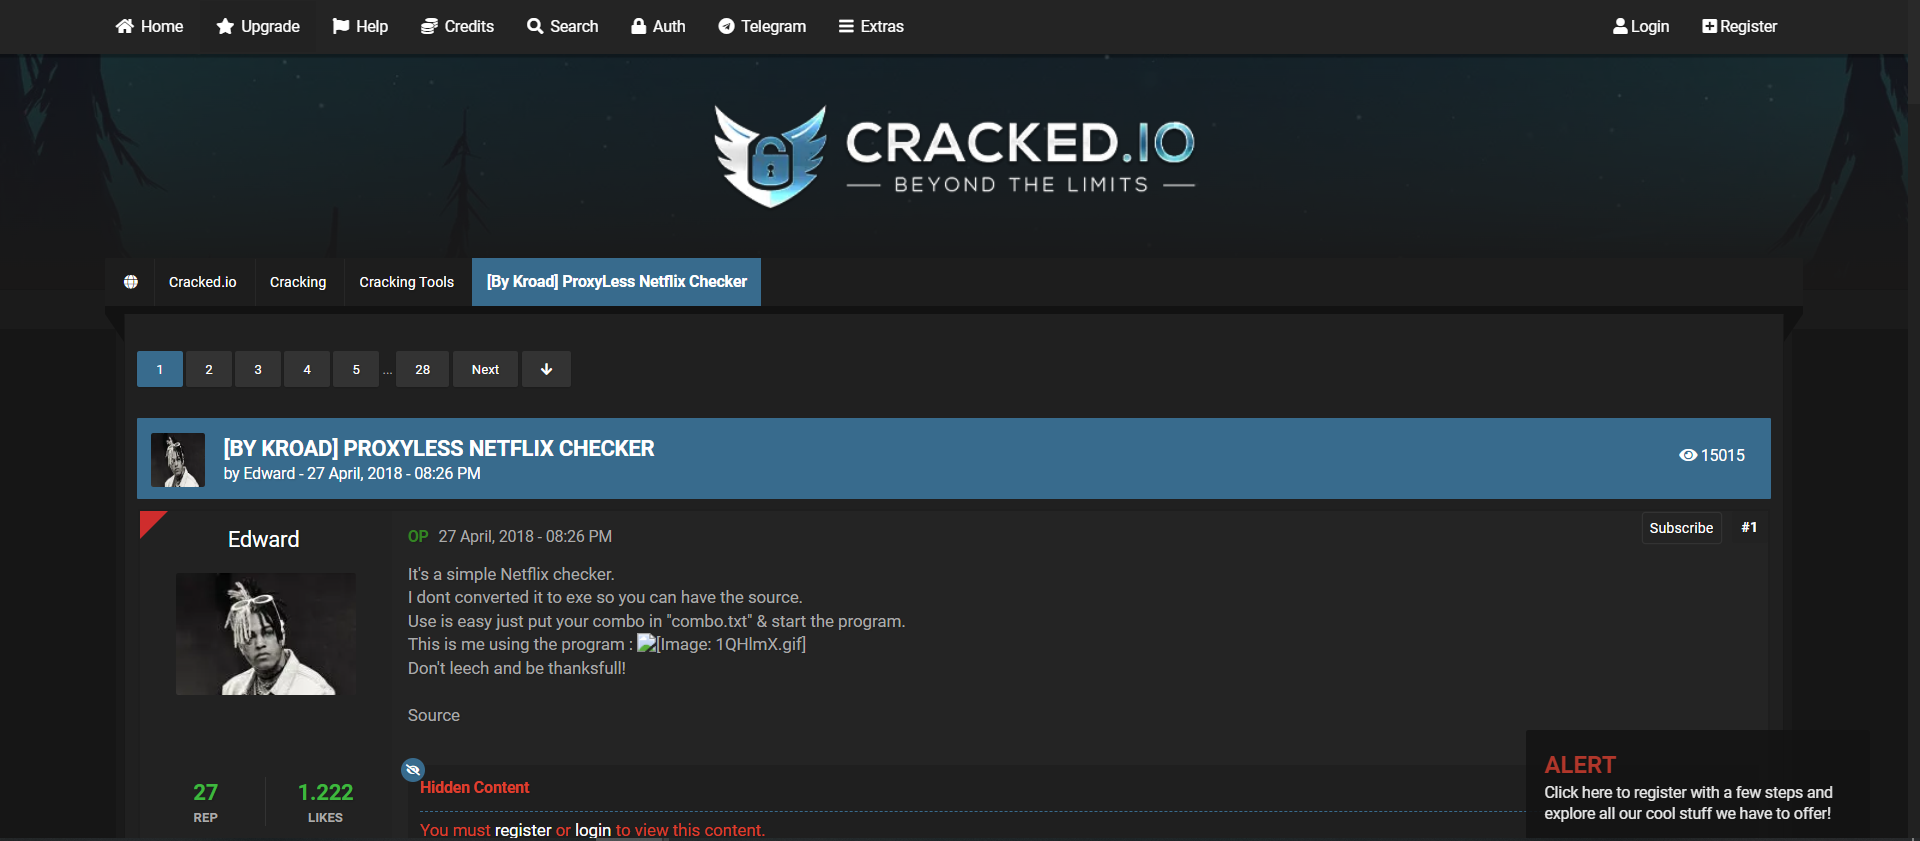 Home
Upgrade
Help
Credits
Search
Auth
Telegram
Extras
Login
Register
CRACKED.IO
BEYOND THE LIMITS
Cracked.io
Cracking
Cracking Tools
[By Kroad] ProxyLess Netflix Checker
1 2 3 4 5 ... 28 Next
[BY KROAD] PROXYLESS NETFLIX CHECKER
by Edward - 27 April, 2018 - 08:26 PM
15015
Edward
OP 27 April, 2018 - 08:26 PM
Subscribe #1
It's a simple Netflix checker.
I dont converted it to exe so you can have the source.
Use is easy just put your combo in "combo.txt" & start the program.
This is me using the program : [Image: 1QHlmX.gif]
Don't leech and be thanksfull!
Source
27
REP
1.222
LIKES
Hidden Content
You must register or login to view this content.
ALERT
Click here to register with a few steps and
explore all our cool stuff we have to offer!